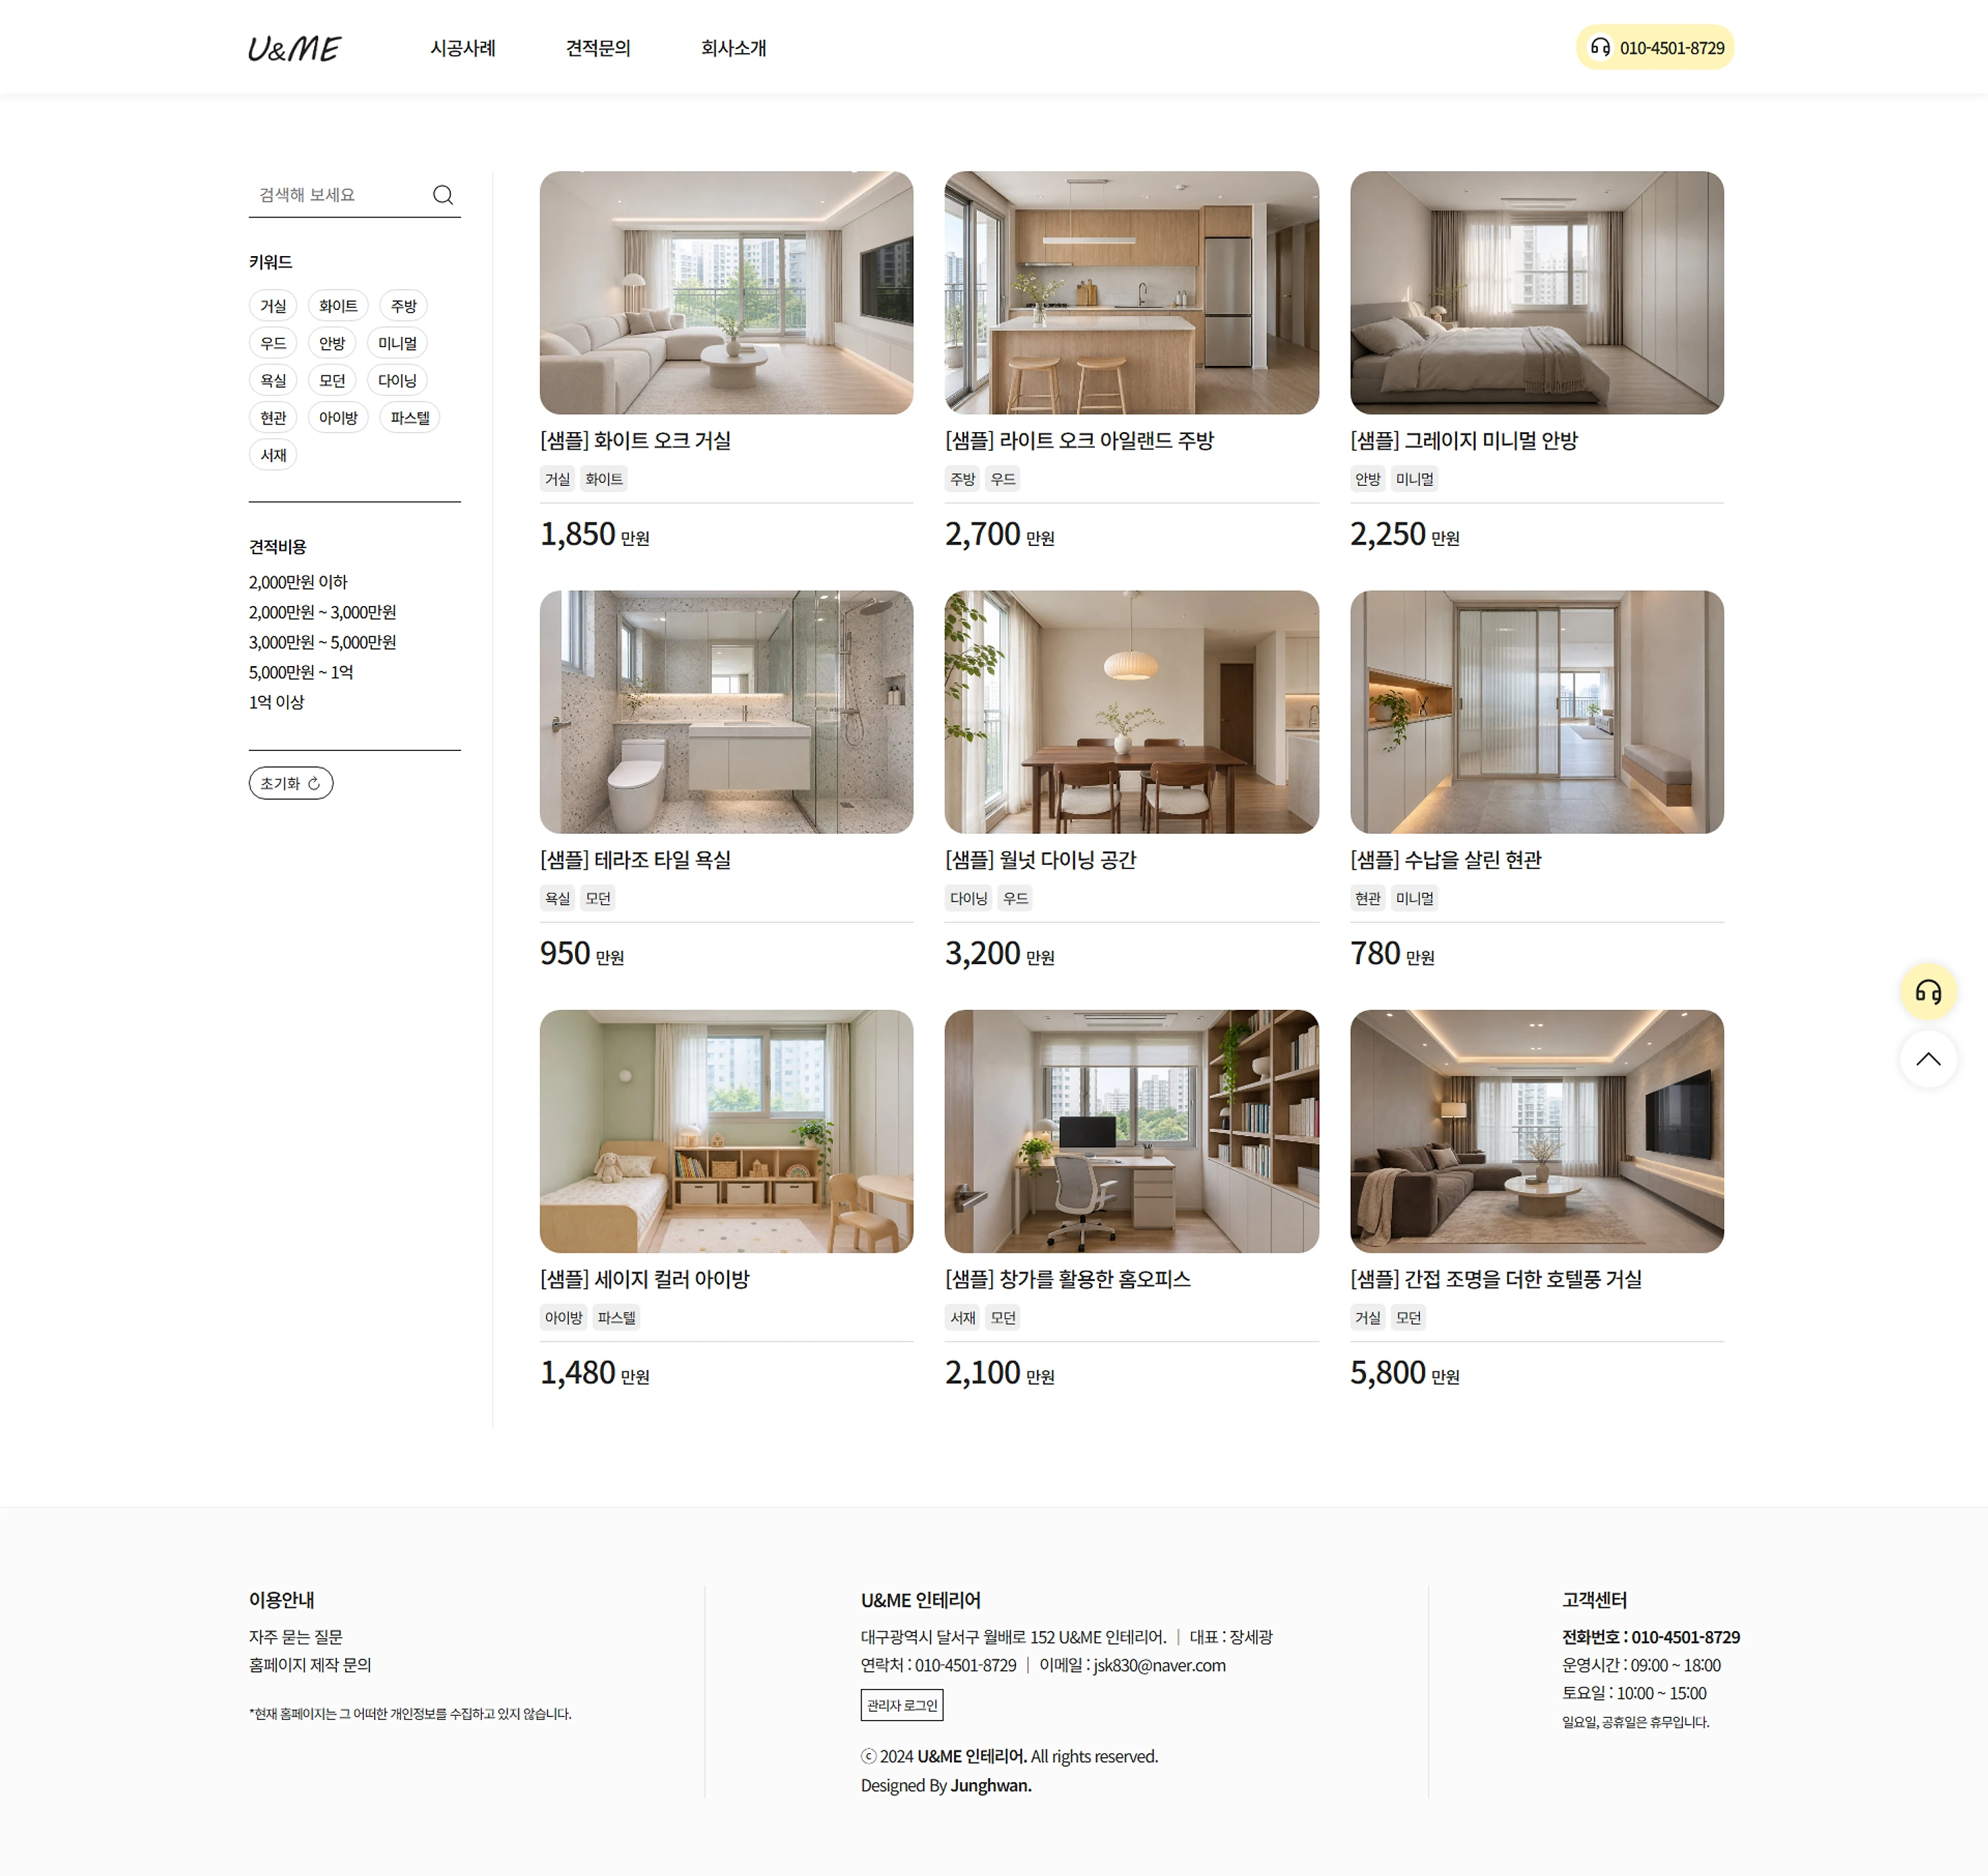 U&ME
시공사례
견적문의
회사소개
010-4501-8729
검색해 보세요
키워드
거실 화이트 주방
우드 안방 미니멀
욕실 모던 다이닝
현관 아이방 파스텔
서재
견적비용
2,000만원 이하
2,000만원 ~ 3,000만원
3,000만원 ~ 5,000만원
5,000만원 ~ 1억
1억 이상
초기화
[샘플] 화이트 오크 거실
거실 화이트
1,850 만원
[샘플] 라이트 오크 아일랜드 주방
주방 우드
2,700 만원
[샘플] 그레이지 미니멀 안방
안방 미니멀
2,250 만원
[샘플] 테라조 타일 욕실
욕실 모던
950 만원
[샘플] 월넛 다이닝 공간
다이닝 우드
3,200 만원
[샘플] 수납을 살린 현관
현관 미니멀
780 만원
[샘플] 세이지 컬러 아이방
아이방 파스텔
1,480 만원
[샘플] 창가를 활용한 홈오피스
서재 모던
2,100 만원
[샘플] 간접 조명을 더한 호텔풍 거실
거실 모던
5,800 만원
이용안내
자주 묻는 질문
홈페이지 제작 문의
*현재 홈페이지는 그 어떠한 개인정보를 수집하고 있지 않습니다.
U&ME 인테리어
대구광역시 달서구 월배로 152 U&ME 인테리어. | 대표 : 장세광
연락처 : 010-4501-8729 | 이메일 : jsk830@naver.com
관리자 로그인
ⓒ 2024 U&ME 인테리어. All rights reserved.
Designed By Junghwan.
고객센터
전화번호 : 010-4501-8729
운영시간 : 09:00 ~ 18:00
토요일 : 10:00 ~ 15:00
일요일, 공휴일은 휴무입니다.